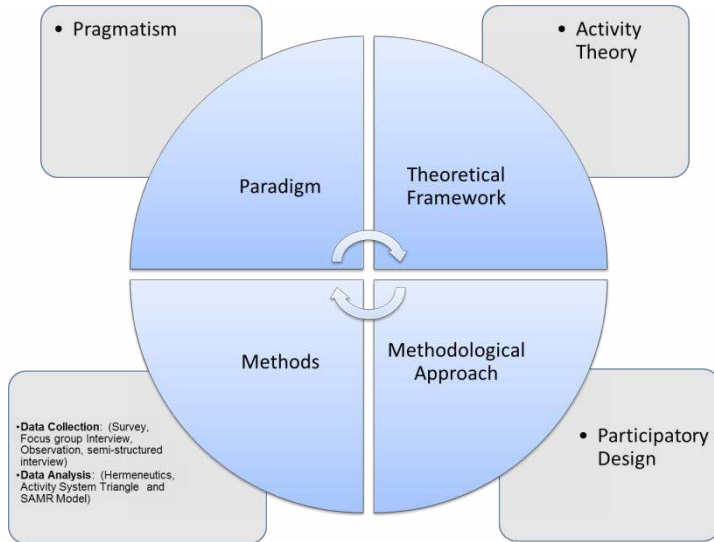 • Pragmatism
• Activity
Theory
Paradigm
Theoretical
Framework
Methods
Methodological
Approach
•Data Collection: (Survey,
Focus group Interview,
Observation, semi-structured
interview)
•Data Analysis: (Hermeneutics,
Activity System Triangle and
SAMR Model)
• Participatory
Design